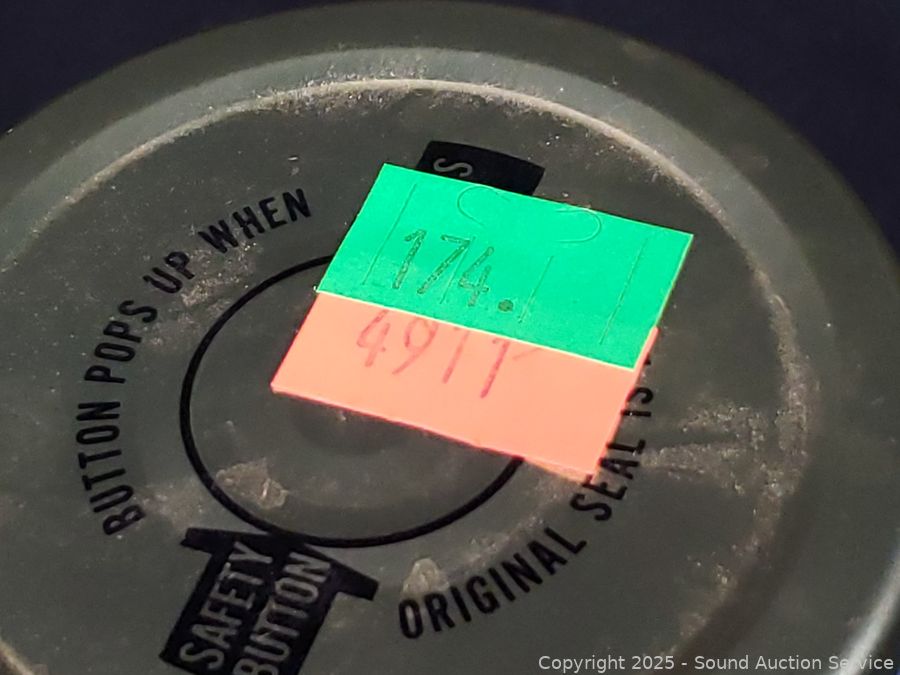 BUTTON POPS UP WHEN
ORIGINAL SEAL IS
SAFETY
BUTTON
S
174.
4911
Copyright 2025 - Sound Auction Service